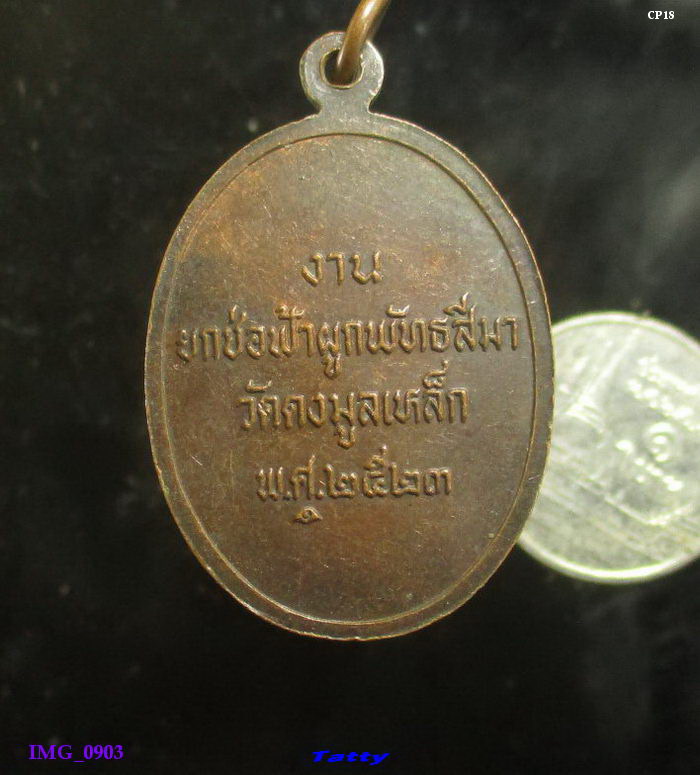 CP18
งาน
ยกช่อฟ้าผูกพัทธสีมา
วัดดงมูลเหล็ก
พ.ศ.๒๕๒๓
IMG_0903
Tatty